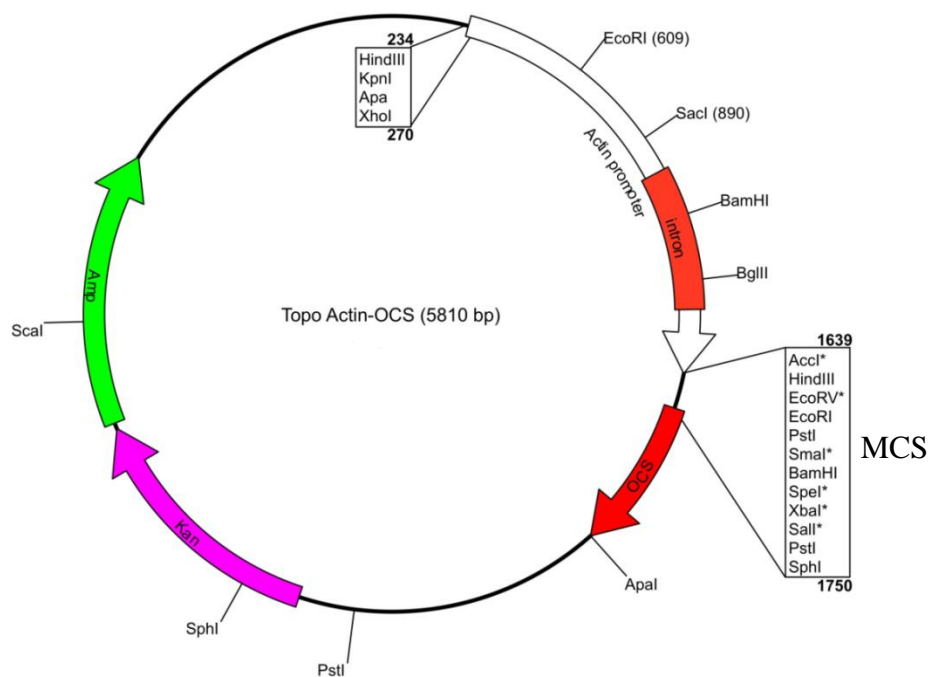 234
HindIII
KpnI
Apa
XhoI
270
EcoRI (609)
SacI (890)
Actin promoter
intron
BamHI
BglII
Topo Actin-OCS (5810 bp)
1639
AccI*
HindIII
EcoRV*
EcoRI
PstI
SmaI*
BamHI
SpeI*
XbaI*
SalI*
PstI
SphI
1750
MCS
OCS
ApaI
PstI
SphI
Kan
ScaI
Amp